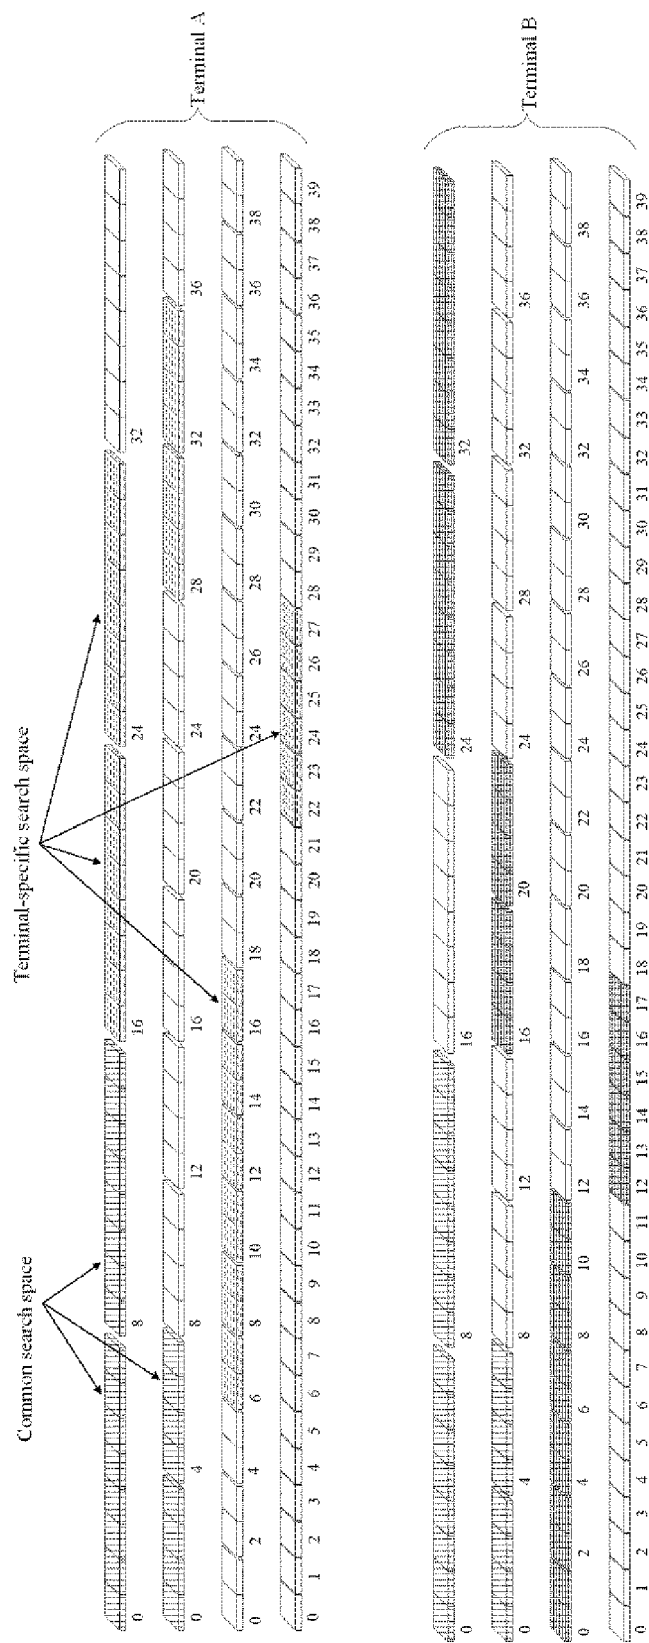 Common search space
Terminal-specific search space
0 8 16 24 32
0 4 8 12 16 20 24 28 32 36
0 2 4 6 8 10 12 14 16 18 20 22 24 26 28 30 32 34 36 38
0 1 2 3 4 5 6 7 8 9 10 11 12 13 14 15 16 17 18 19 20 21 22 23 24 25 26 27 28 29 30 31 32 33 34 35 36 37 38 39
Terminal A
0 8 16 24 32
0 4 8 12 16 20 24 28 32 36
0 2 4 6 8 10 12 14 16 18 20 22 24 26 28 30 32 34 36 38
0 1 2 3 4 5 6 7 8 9 10 11 12 13 14 15 16 17 18 19 20 21 22 23 24 25 26 27 28 29 30 31 32 33 34 35 36 37 38 39
Terminal B